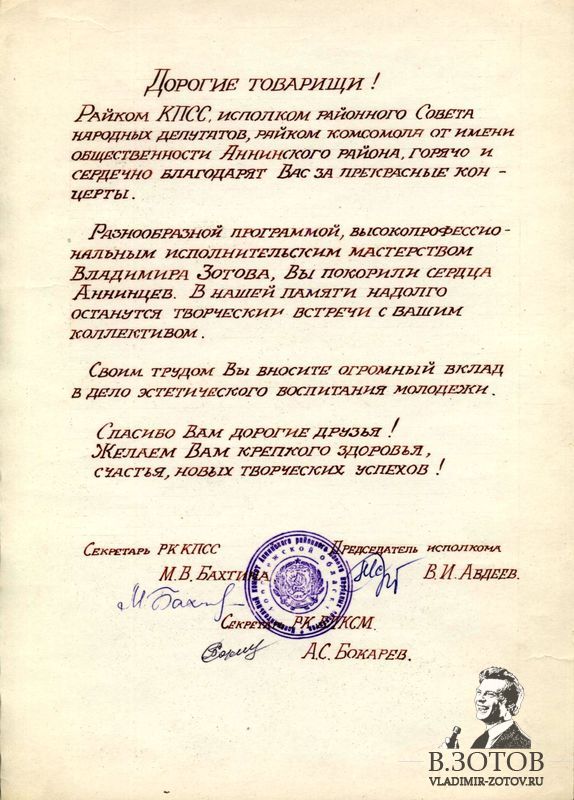 Дорогие товарищи!
Райком КПСС, исполком районного Совета
народных депутатов, райком комсомола от имени
общественности Аннинского района, горячо и
сердечно благодарят Вас за прекрасные кон-
церты.
Разнообразной программой, высокопрофессио-
нальным исполнительским мастерством
Владимира Зотова, Вы покорили сердца
Аннинцев. В нашей памяти надолго
останутся творческии встречи с Вашим
коллективом.
Своим трудом Вы вносите огромный вклад
в дело эстетического воспитания молодежи.
Спасибо Вам дорогие друзья!
Желаем Вам крепкого здоровья,
счастья, новых творческих успехов!
Секретарь РК КПСС
Председатель исполкома
М.В. Бахтина
В.И. Авдеев.
Секретарь РК ВЛКСМ.
А.С. Бокарев.
В.ЗОТОВ
VLADIMIR-ZOTOV.RU